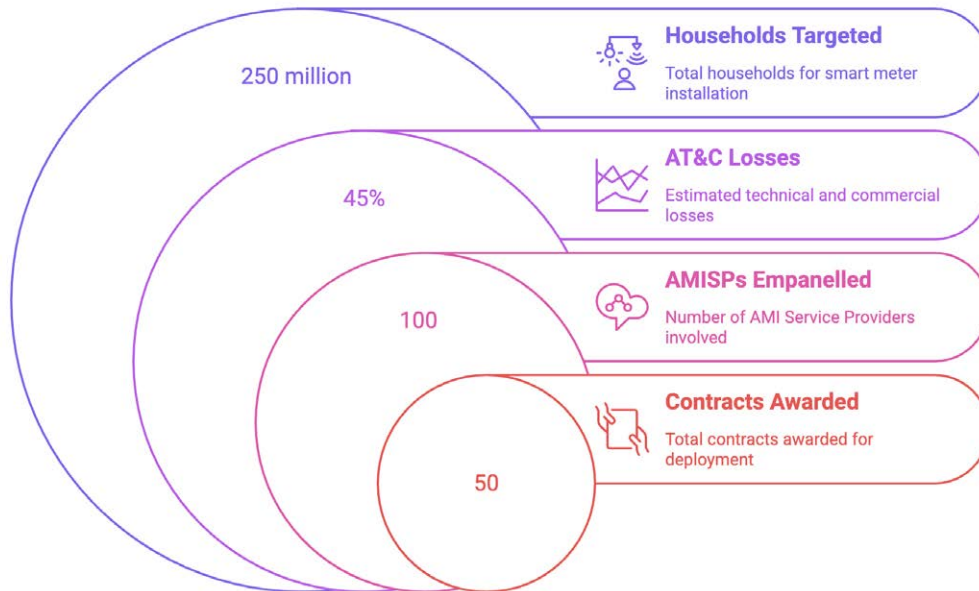 250 million
Households Targeted
Total households for smart meter
installation
45%
AT&C Losses
Estimated technical and commercial
losses
100
AMISPs Empanelled
Number of AMI Service Providers
involved
50
Contracts Awarded
Total contracts awarded for
deployment